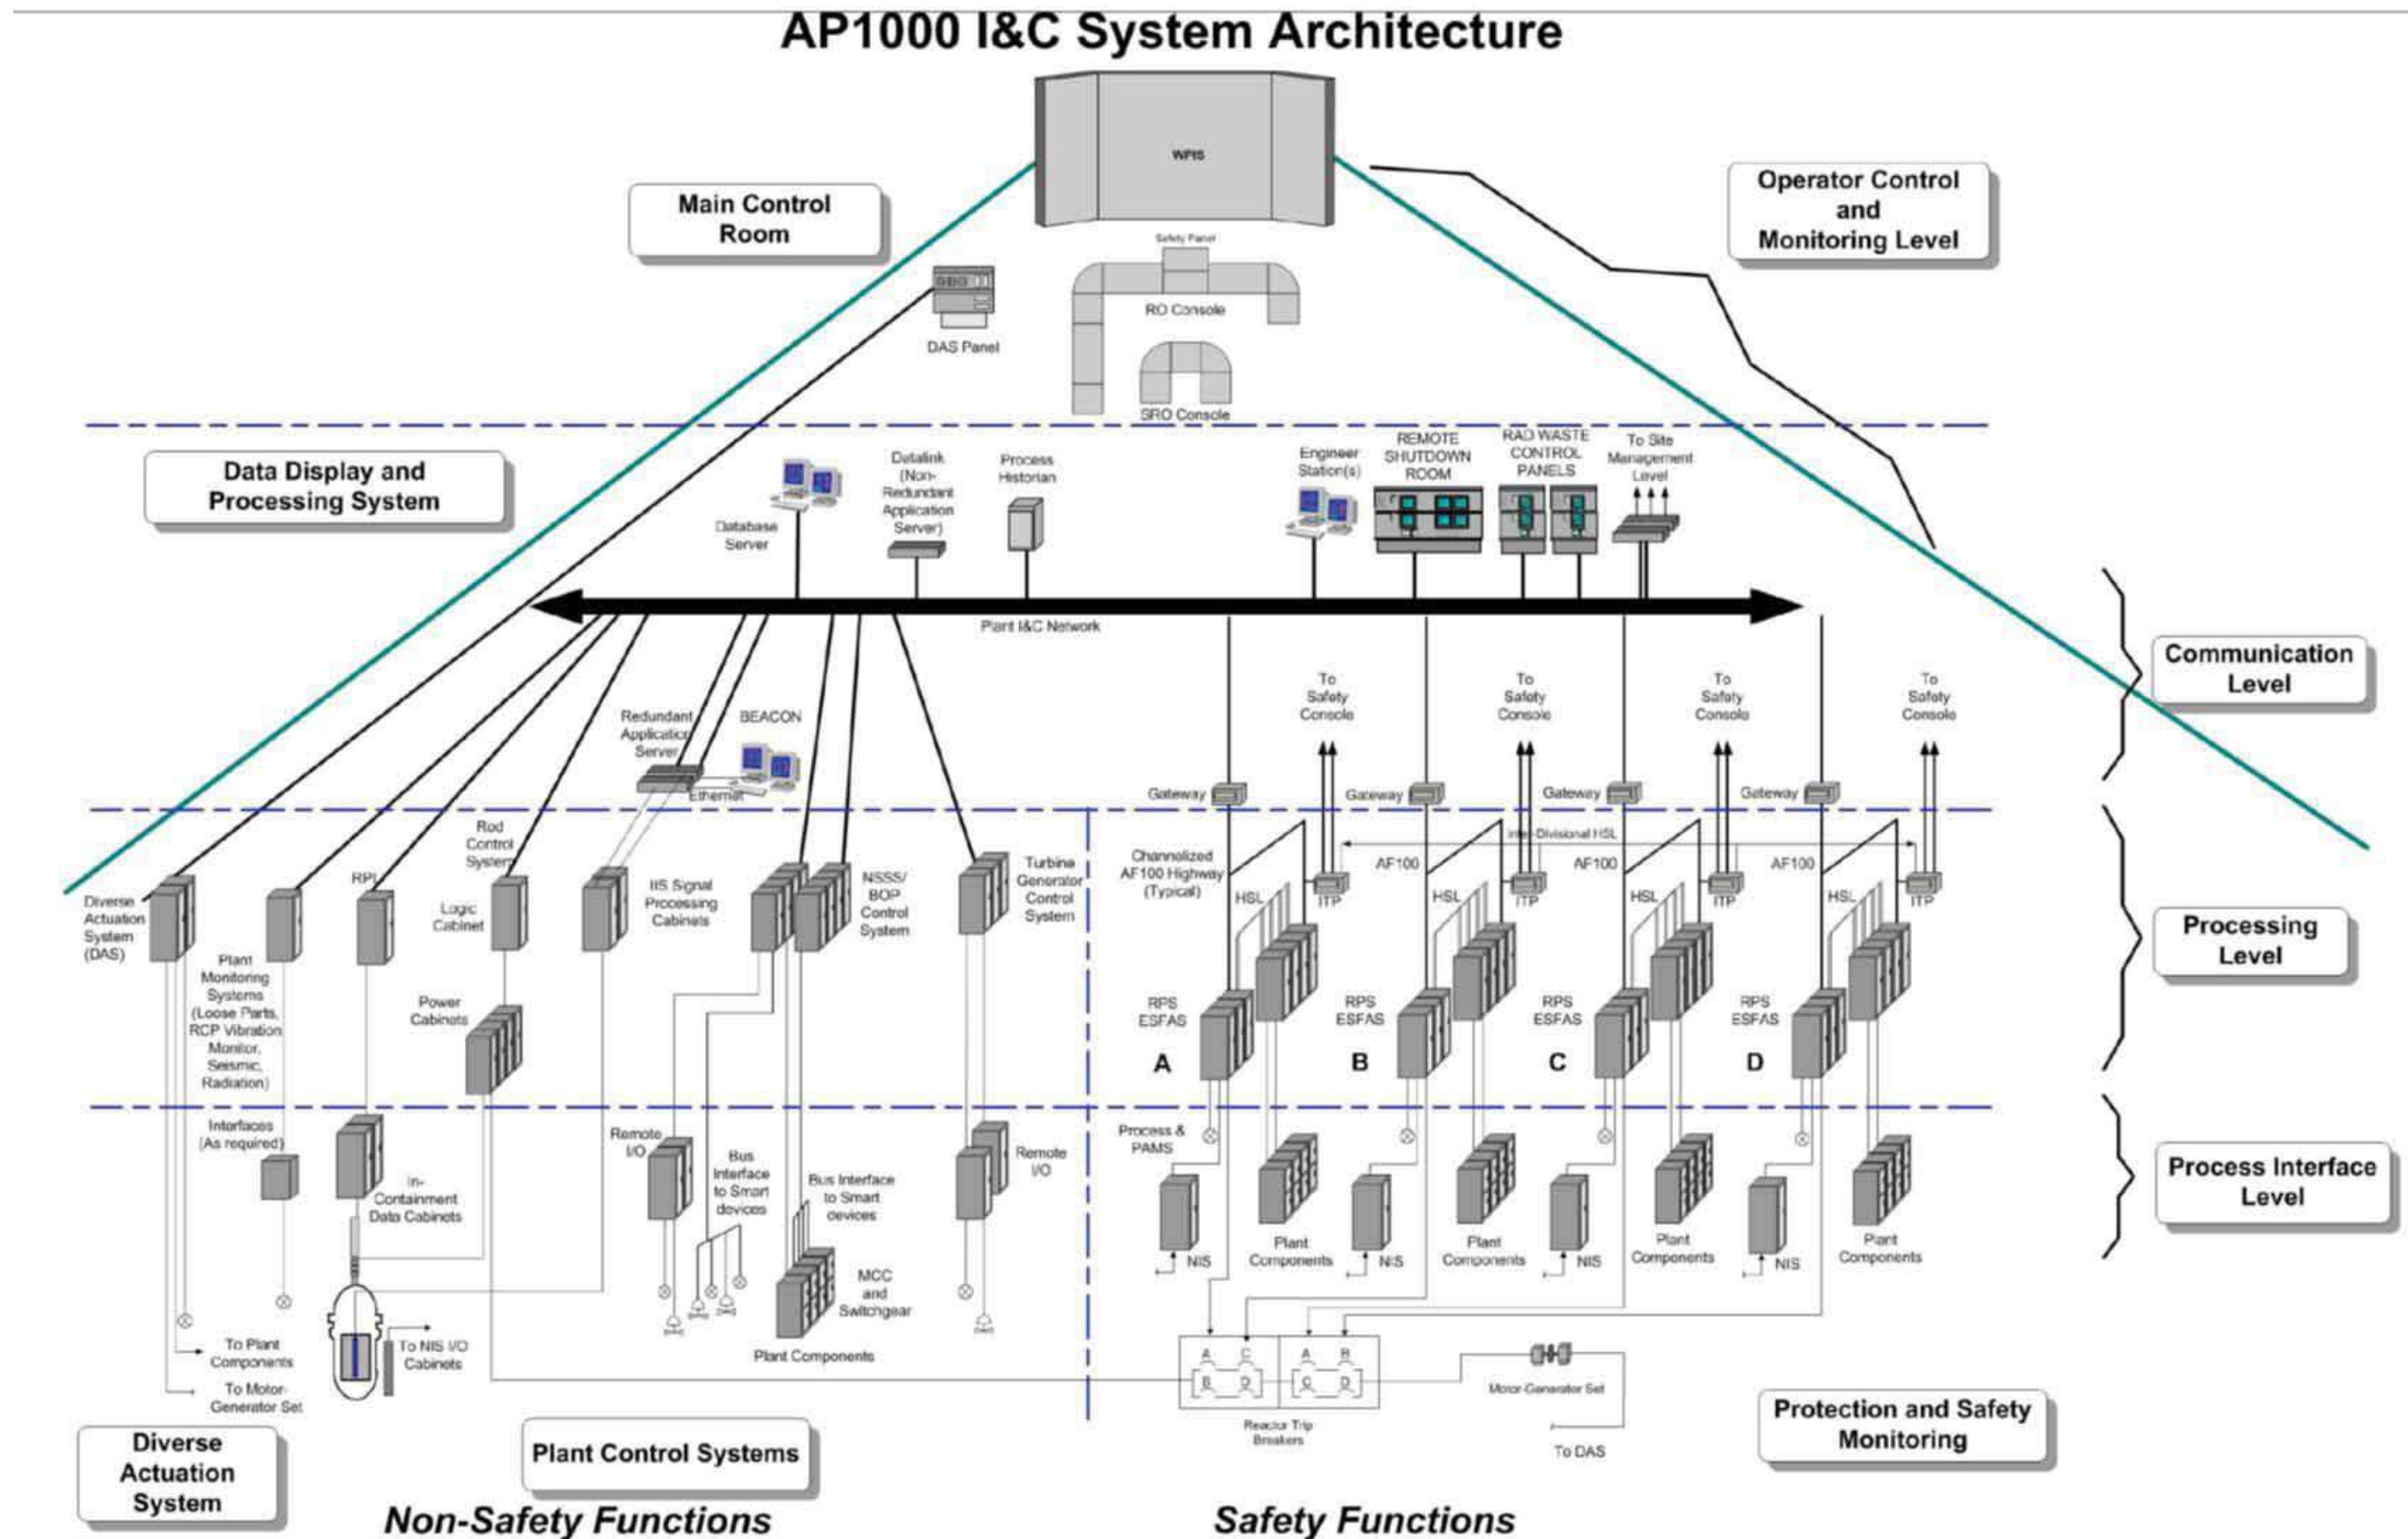 AP1000 I&C System Architecture
WPIS
Main Control
Room
Operator Control
and
Monitoring Level
Safety Panel
RO Console
DAS Panel
SRO Console
Data Display and
Processing System
Database
Server
Datalink
(Non-
Redundant
Application
Server)
Process
Historian
Engineer
Station(s)
REMOTE
SHUTDOWN
ROOM
RAD WASTE
CONTROL
PANELS
To Site
Management
Level
Plant I&C Network
Communication
Level
Redundant
Application
Server
BEACON
Ethernet
To
Safety
Console
To
Safety
Console
To
Safety
Console
To
Safety
Console
Gateway
Gateway
Gateway
Gateway
Diverse
Actuation
System
(DAS)
Plant
Monitoring
Systems
(Loose Parts,
RCP Vibration
Monitor,
Seismic,
Radiation)
RPI
Rod
Control
System
Logic
Cabinet
Power
Cabinets
IIS Signal
Processing
Cabinets
NSSS/
BOP
Control
System
Turbine
Generator
Control
System
Channelized
AF100 Highway
(Typical)
Inter-Divisional HSL
AF100
AF100
AF100
HSL
HSL
HSL
HSL
ITP
ITP
ITP
ITP
RPS
ESFAS
A
RPS
ESFAS
B
RPS
ESFAS
C
RPS
ESFAS
D
Processing
Level
Interfaces
(As required)
In-
Containment
Data Cabinets
Remote
I/O
Bus
Interface
to Smart
devices
Bus Interface
to Smart
devices
Remote
I/O
MCC
and
Switchgear
Plant Components
Process &
PAMS
NIS
Plant
Components
NIS
Plant
Components
NIS
Plant
Components
NIS
Plant
Components
Process Interface
Level
To Plant
Components
To Motor-
Generator Set
To NIS I/O
Cabinets
A C A B
B D C D
Reactor Trip
Breakers
Motor-Generator Set
To DAS
Diverse
Actuation
System
Plant Control Systems
Protection and Safety
Monitoring
Non-Safety Functions
Safety Functions